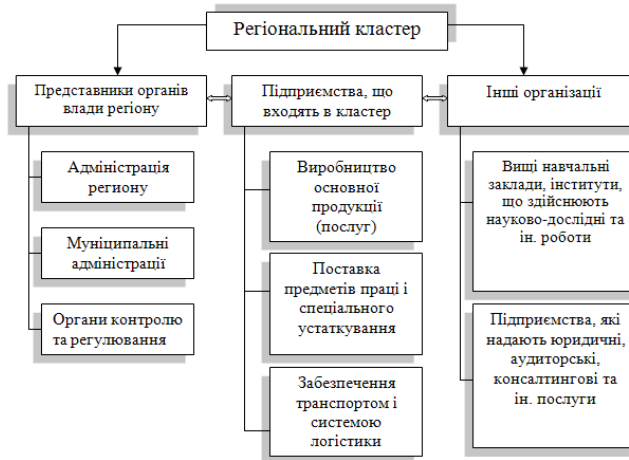 Регіональний кластер
Представники органів
влади регіону
Підприємства, що
входять в кластер
Інші організації
Адміністрація
региону
Муниципальні
адміністрації
Органи контролю
та регулювання
Виробництво
основної
продукції
(послуг)
Поставка
предметів праці і
спеціального
устаткування
Забезпечення
транспортом і
системою
логістики
Вищі навчальні
заклади, інститути,
що здійснюють
науково-дослідні та
ін. роботи
Підприємства, які
надають юридичні,
аудиторські,
консалтингові та
ін. послуги